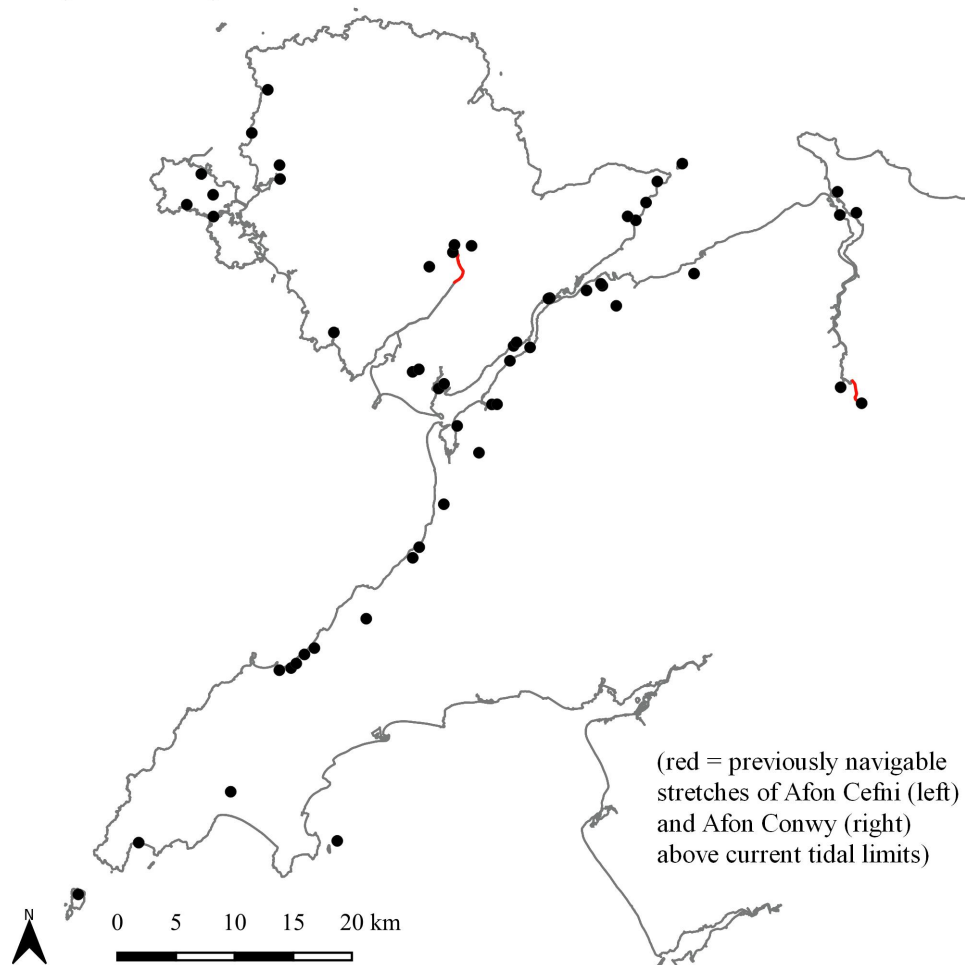 (red = previously navigable
stretches of Afon Cefni (left)
and Afon Conwy (right)
above current tidal limits)
N
0 5 10 15 20 km